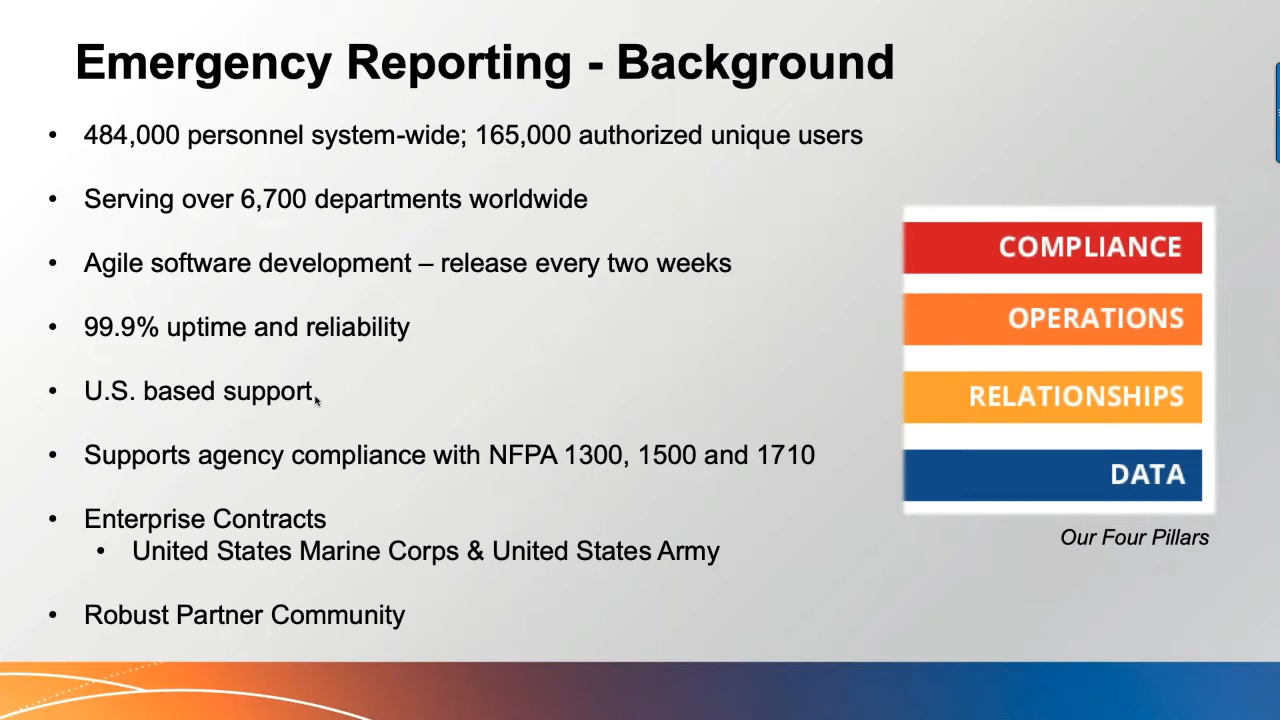 Emergency Reporting - Background
• 484,000 personnel system-wide; 165,000 authorized unique users
• Serving over 6,700 departments worldwide
• Agile software development – release every two weeks
• 99.9% uptime and reliability
• U.S. based support
• Supports agency compliance with NFPA 1300, 1500 and 1710
• Enterprise Contracts
• United States Marine Corps & United States Army
• Robust Partner Community
COMPLIANCE
OPERATIONS
RELATIONSHIPS
DATA
Our Four Pillars